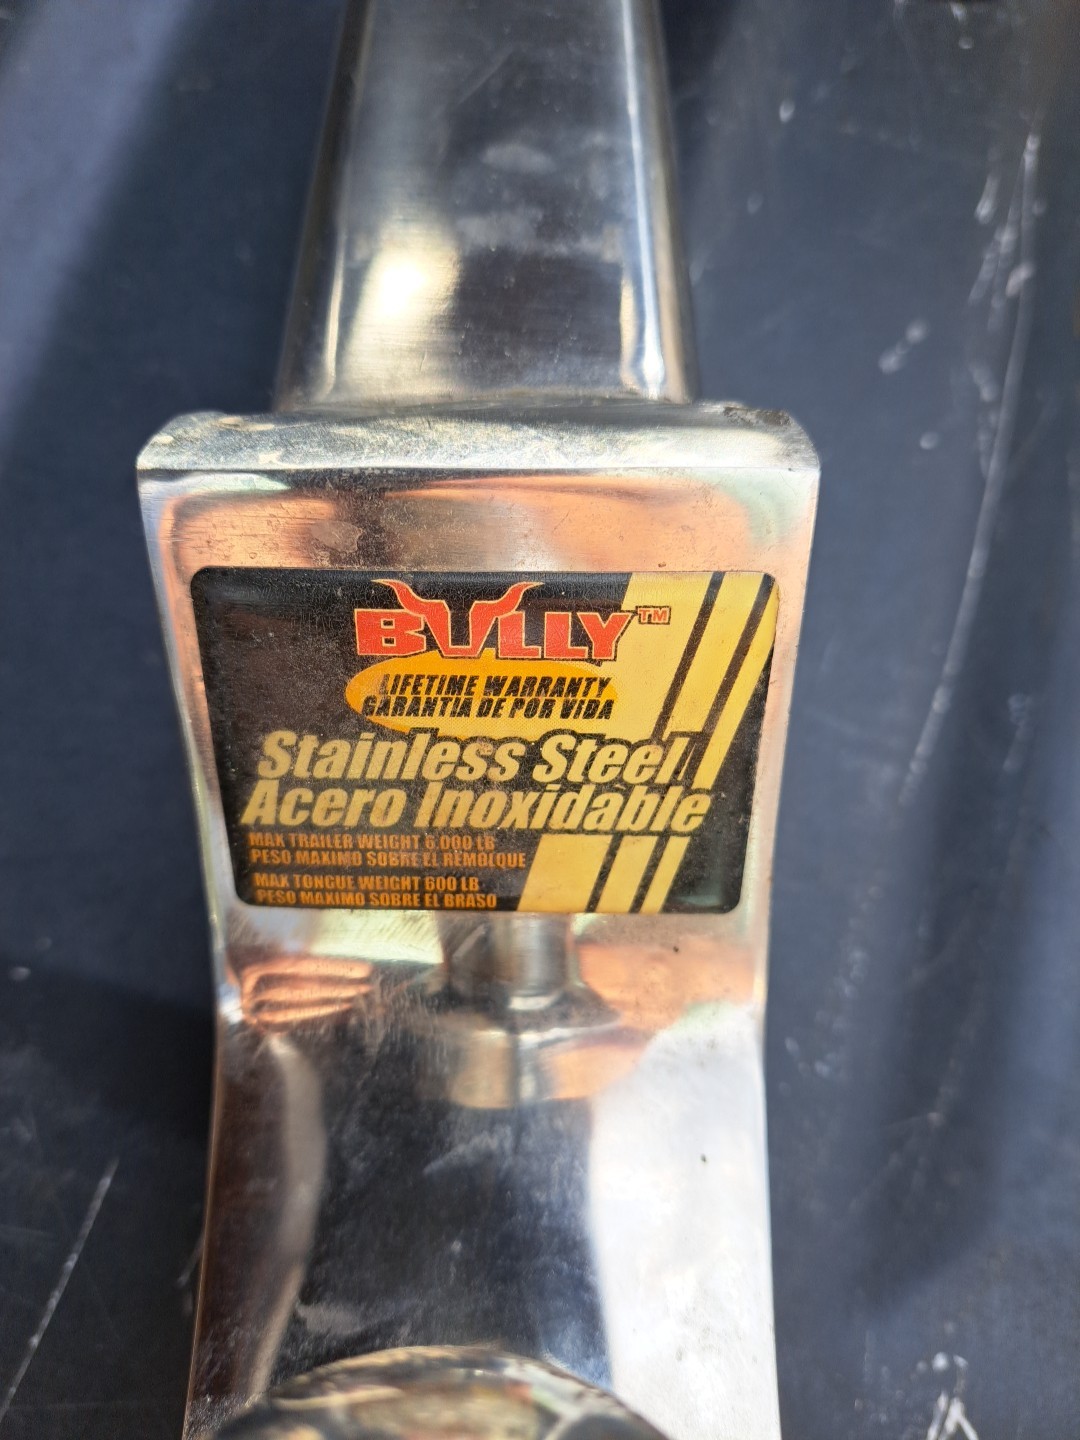 BULLY™
LIFETIME WARRANTY
GARANTIA DE POR VIDA
Stainless Steel
Acero Inoxidable
MAX TRAILER WEIGHT 6,000 LB
PESO MAXIMO SOBRE EL REMOLQUE
MAX TONGUE WEIGHT 600 LB
PESO MAXIMO SOBRE EL BRASO